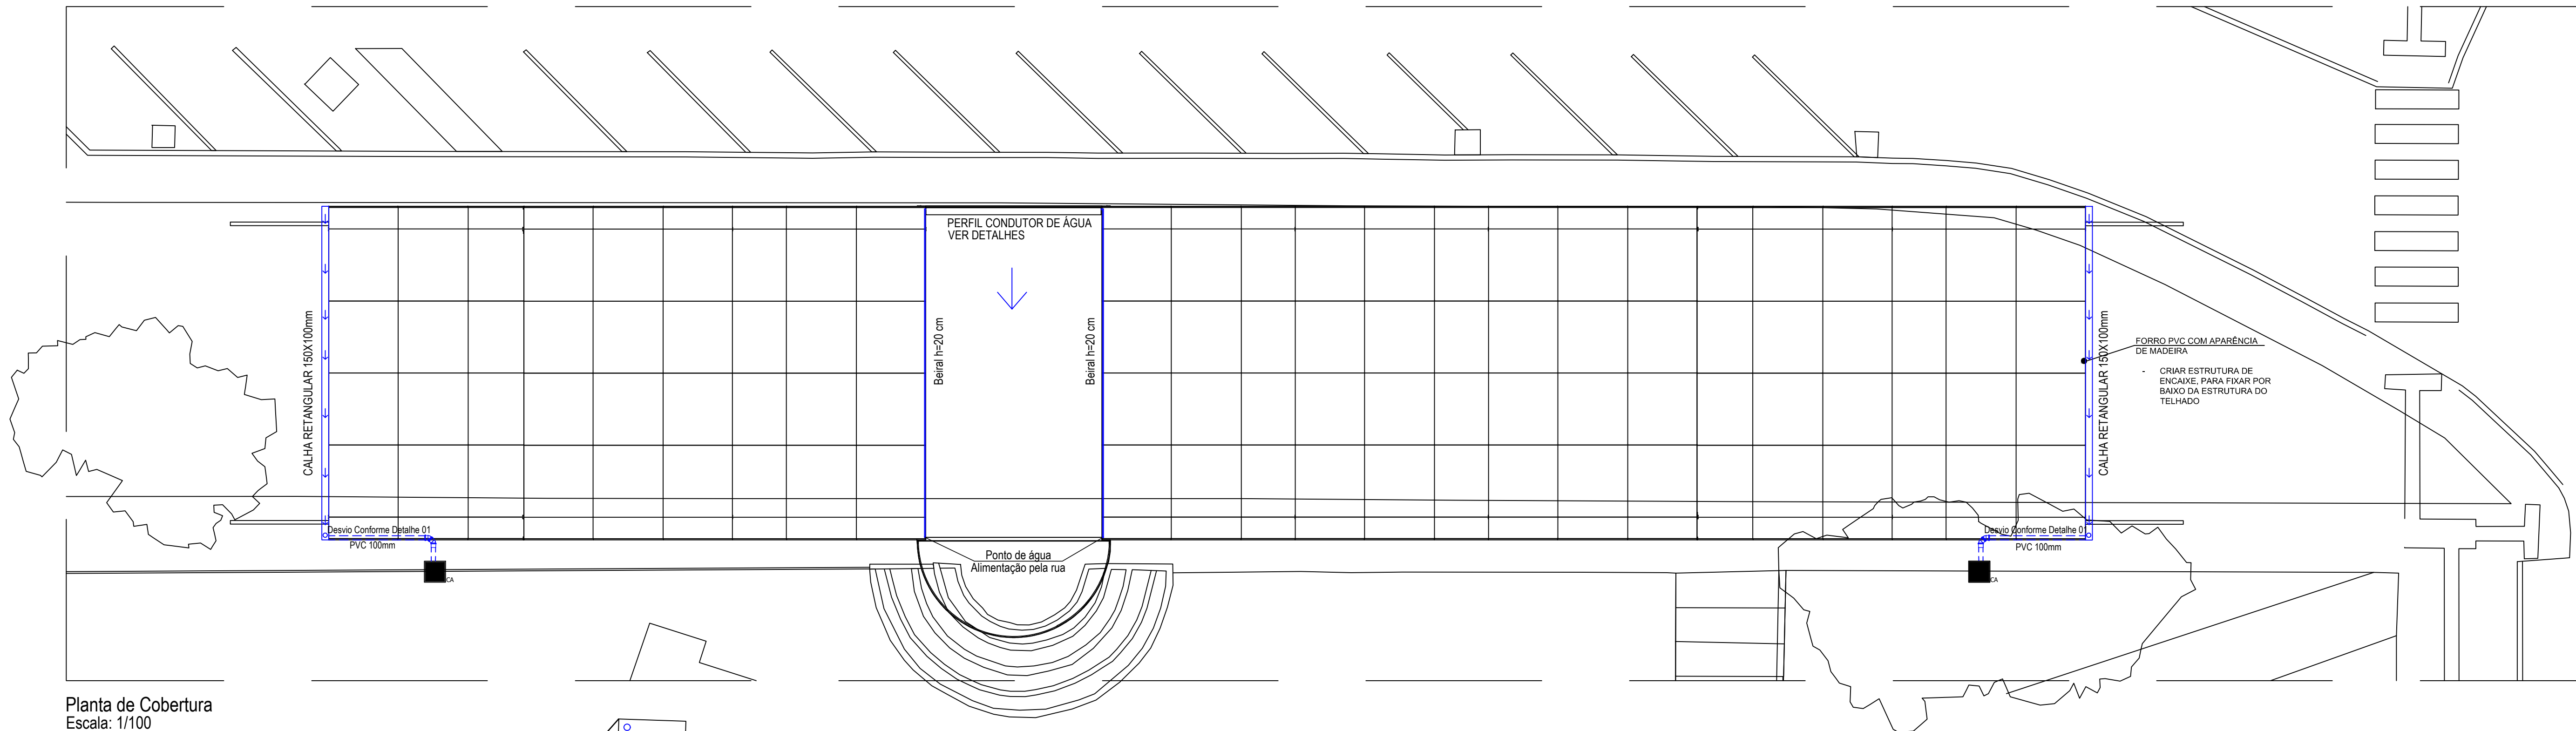 PERFIL CONDUTOR DE ÁGUA
VER DETALHES
CALHA RETANGULAR 150X100mm
Beiral h=20 cm
Beiral h=20 cm
CALHA RETANGULAR 150X100mm
FORRO PVC COM APARÊNCIA
DE MADEIRA
- CRIAR ESTRUTURA DE
ENCAIXE, PARA FIXAR POR
BAIXO DA ESTRUTURA DO
TELHADO
Desvio Conforme Detalhe 01
PVC 100mm
CA
Ponto de água
Alimentação pela rua
Desvio Conforme Detalhe 01
PVC 100mm
CA
Planta de Cobertura
Escala: 1/100